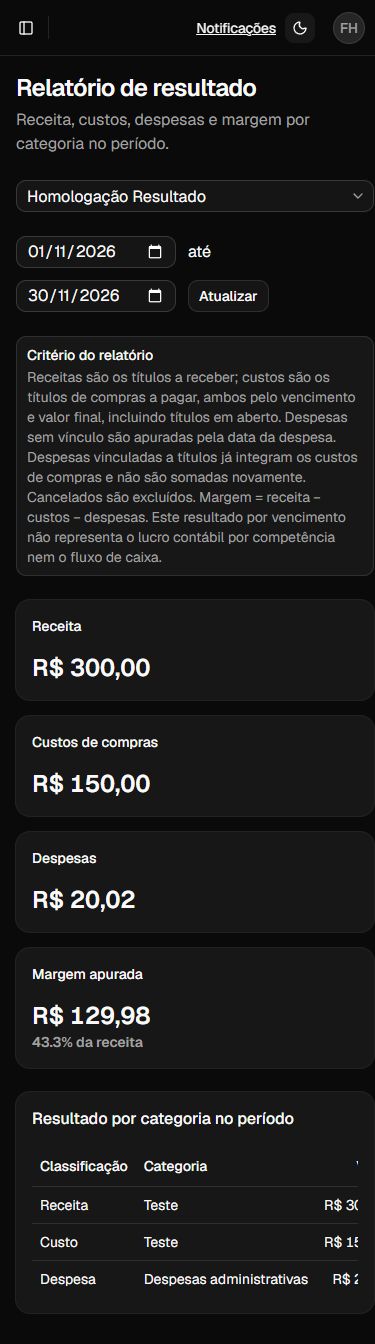 Notificações
FH
Relatório de resultado
Receita, custos, despesas e margem por
categoria no período.
Homologação Resultado
01/11/2026 até
30/11/2026 Atualizar
Critério do relatório
Receitas são os títulos a receber; custos são os
títulos de compras a pagar, ambos pelo vencimento
e valor final, incluindo títulos em aberto. Despesas
sem vínculo são apuradas pela data da despesa.
Despesas vinculadas a títulos já integram os custos
de compras e não são somadas novamente.
Cancelados são excluídos. Margem = receita −
custos − despesas. Este resultado por vencimento
não representa o lucro contábil por competência
nem o fluxo de caixa.
Receita
R$ 300,00
Custos de compras
R$ 150,00
Despesas
R$ 20,02
Margem apurada
R$ 129,98
43.3% da receita
Resultado por categoria no período
Classificação Categoria
Receita Teste R$ 30
Custo Teste R$ 15
Despesa Despesas administrativas R$ 2